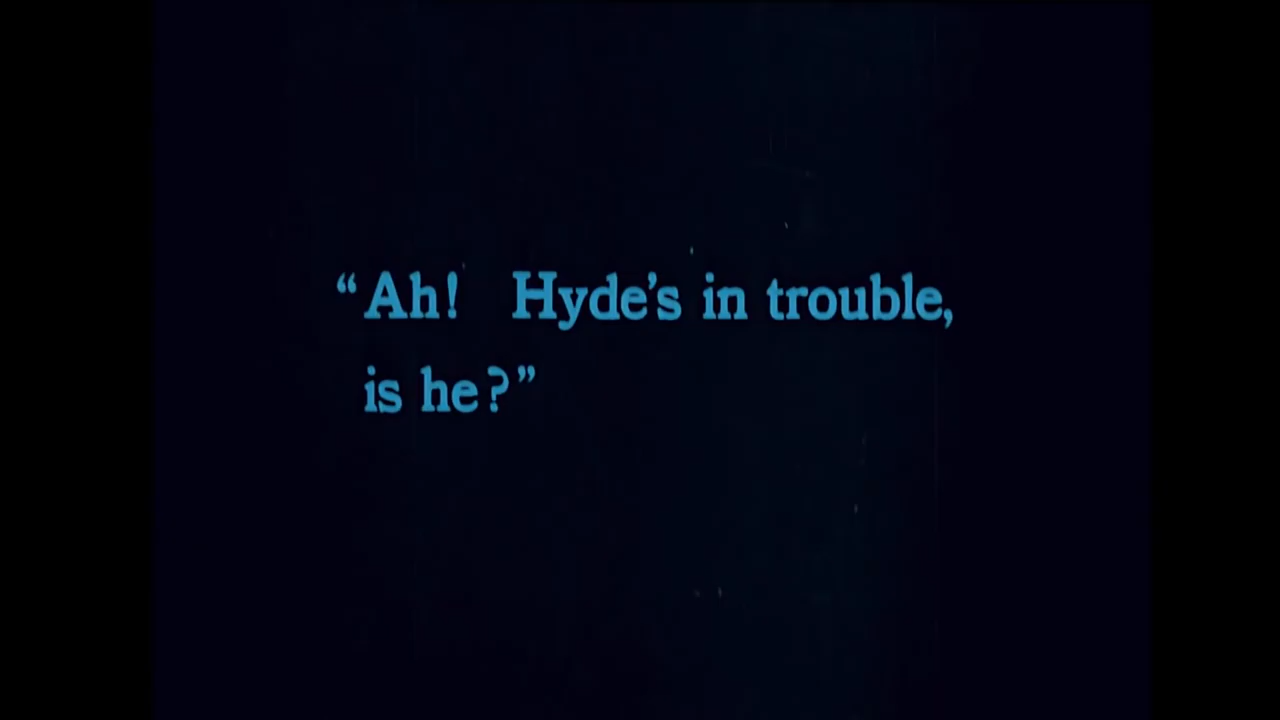 “Ah! Hyde’s in trouble,
is he?”